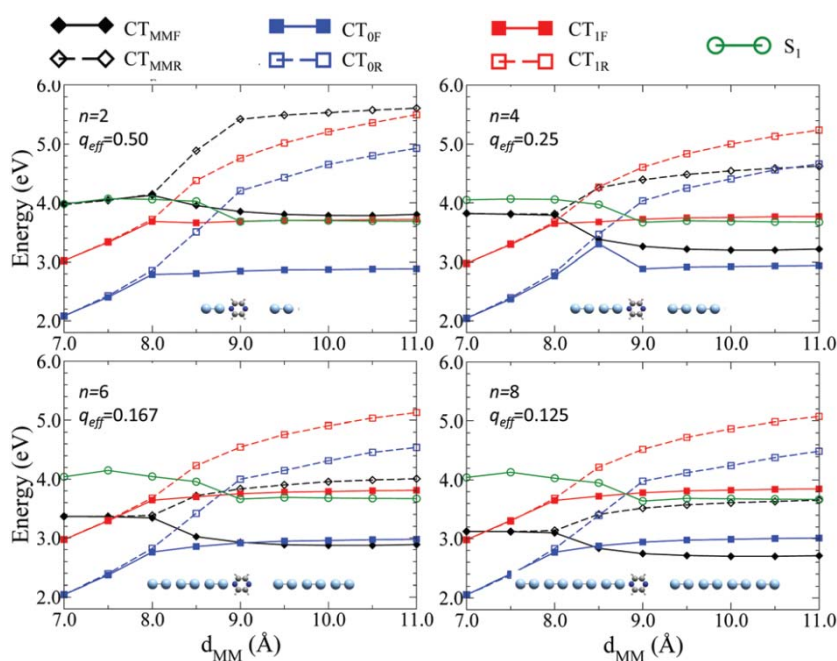 CT_MMF CT_0F CT_1F S_1
CT_MMR CT_0R CT_1R
6.0
n=2
q_eff=0.50
5.0
4.0
3.0
2.0
Energy (eV)
7.0 8.0 9.0 10.0 11.0
6.0
n=4
q_eff=0.25
5.0
4.0
3.0
2.0
Energy (eV)
7.0 8.0 9.0 10.0 11.0
6.0
n=6
q_eff=0.167
5.0
4.0
3.0
2.0
Energy (eV)
7.0 8.0 9.0 10.0 11.0
d_MM (Å)
6.0
n=8
q_eff=0.125
5.0
4.0
3.0
2.0
Energy (eV)
7.0 8.0 9.0 10.0 11.0
d_MM (Å)